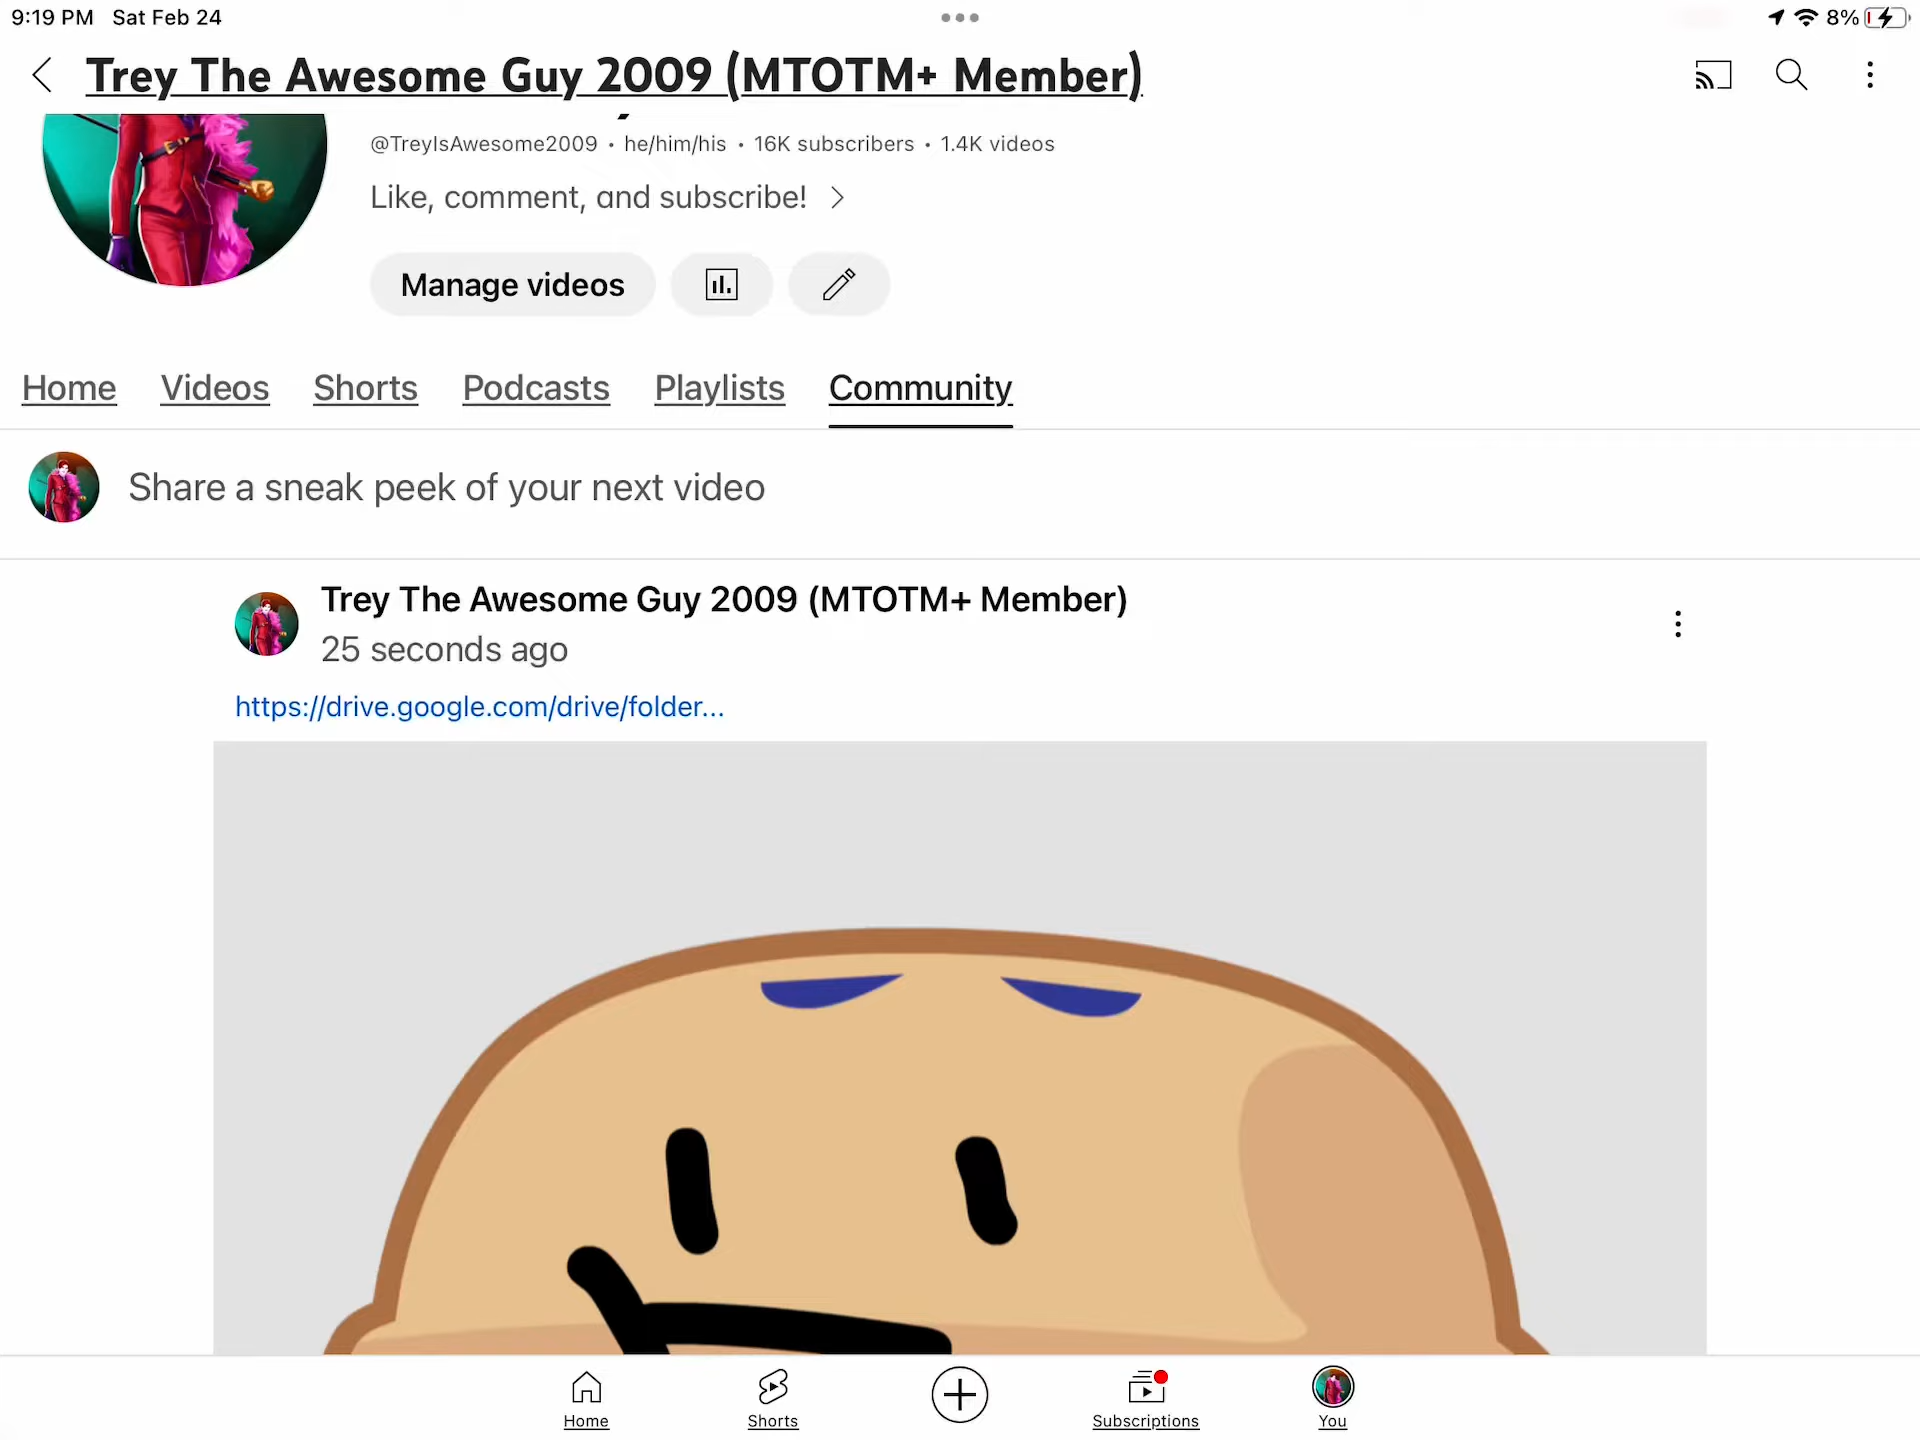 9:19 PM Sat Feb 24
8%
Trey The Awesome Guy 2009 (MTOTM+ Member)
@TreyIsAwesome2009 • he/him/his • 16K subscribers • 1.4K videos
Like, comment, and subscribe!
Manage videos
Home Videos Shorts Podcasts Playlists Community
Share a sneak peek of your next video
Trey The Awesome Guy 2009 (MTOTM+ Member)
25 seconds ago
https://drive.google.com/drive/folder...
Home Shorts Subscriptions You